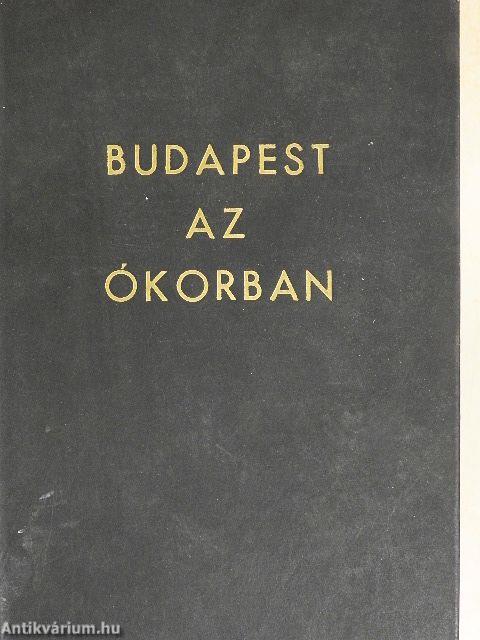 BUDAPEST
AZ
ÓKORBAN
Antikvárium.hu